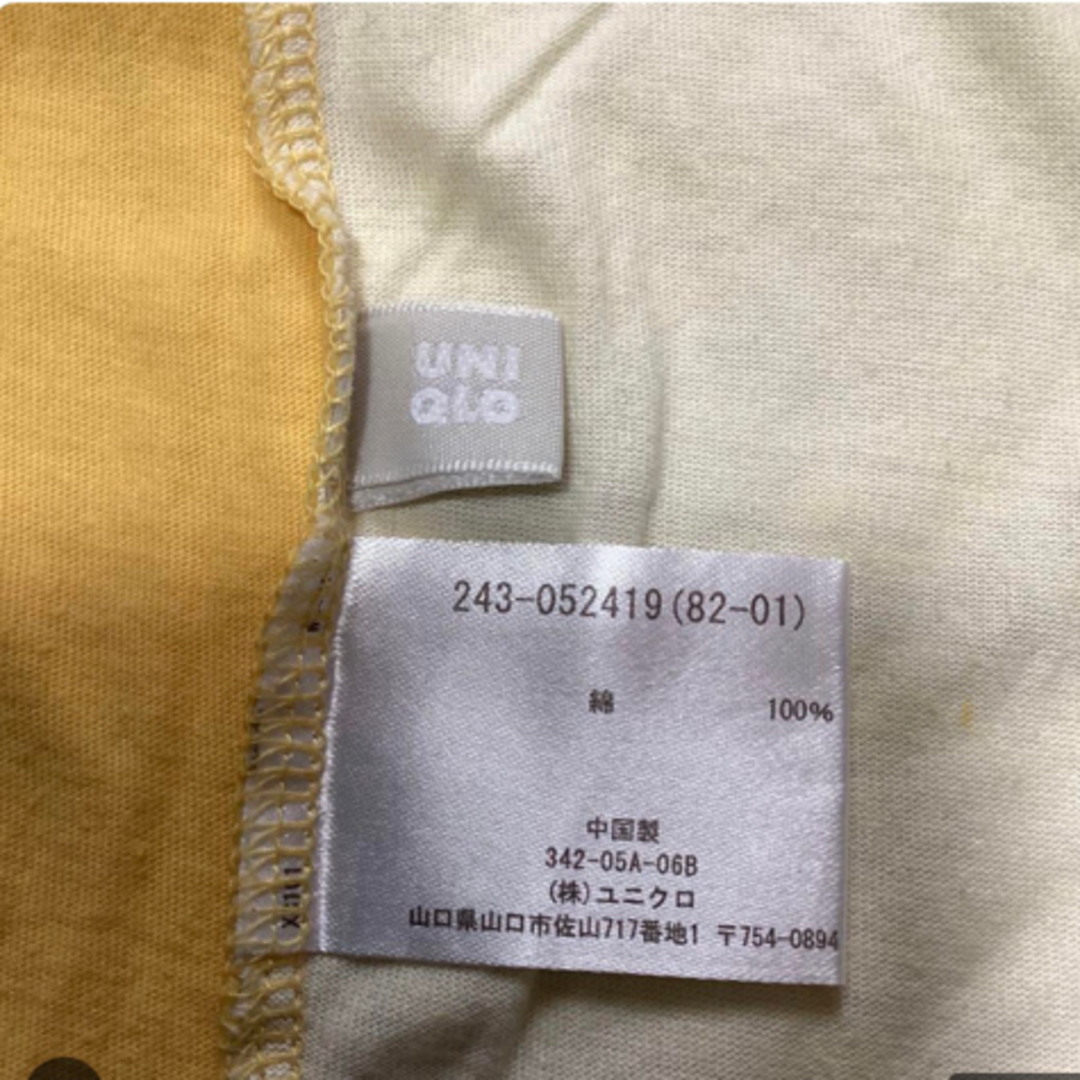 UNI
QLO
243-052419(82-01)
綿 100%
中国製
342-05A-06B
(株)ユニクロ
山口県山口市佐山717番地1 〒754-0894